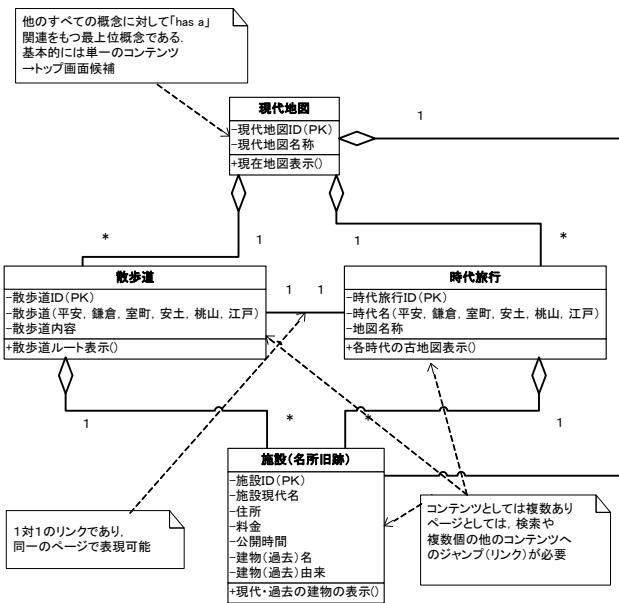 他のすべての概念に対して「has a」
関連をもつ最上位概念である.
基本的には単一のコンテンツ
→トップ画面候補
現代地図
-現代地図ID(PK)
-現代地図名称
+現在地図表示()
1
*
1
1
*
散歩道
-散歩道ID(PK)
-散歩道(平安, 鎌倉, 室町, 安土, 桃山, 江戸)
-散歩道内容
+散歩道ルート表示()
1
1
時代旅行
-時代旅行ID(PK)
-時代名(平安, 鎌倉, 室町, 安土, 桃山, 江戸)
-地図名称
+各時代の古地図表示()
1
*
*
1
施設(名所旧跡)
-施設ID(PK)
-施設現代名
-住所
-料金
-公開時間
-建物(過去)名
-建物(過去)由来
+現代・過去の建物の表示()
1対1のリンクであり,
同一のページで表現可能
コンテンツとしては複数あり
ページとしては, 検索や
複数個の他のコンテンツへ
のジャンプ(リンク)が必要